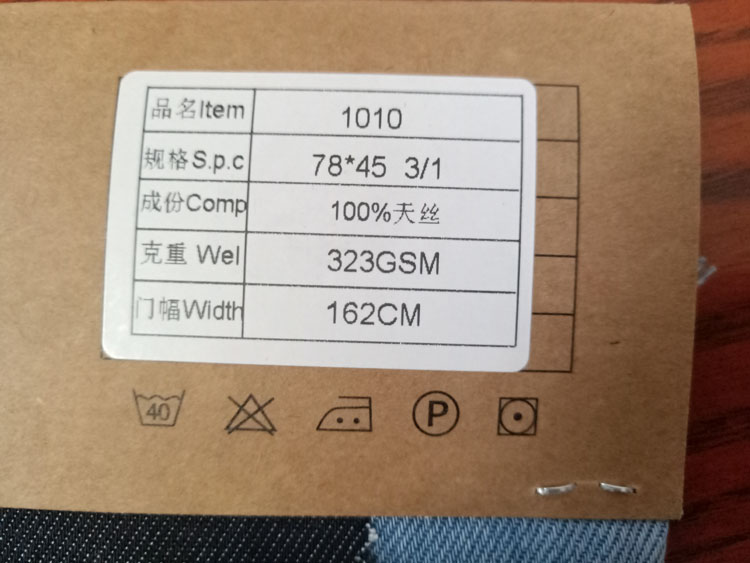 品名Item 1010
规格S.p.c 78*45 3/1
成份Comp 100%天丝
克重 Wel 323GSM
门幅Width 162CM
40 P